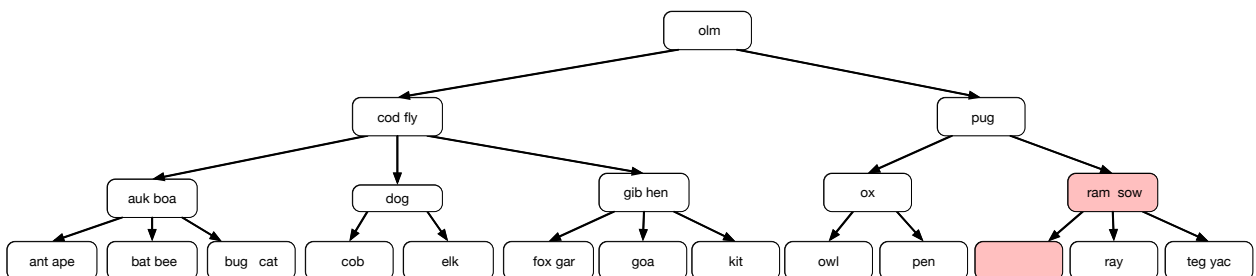 olm
cod fly
pug
auk boa
dog
gib hen
ox
ram sow
ant ape
bat bee
bug cat
cob
elk
fox gar
goa
kit
owl
pen
ray
teg yac